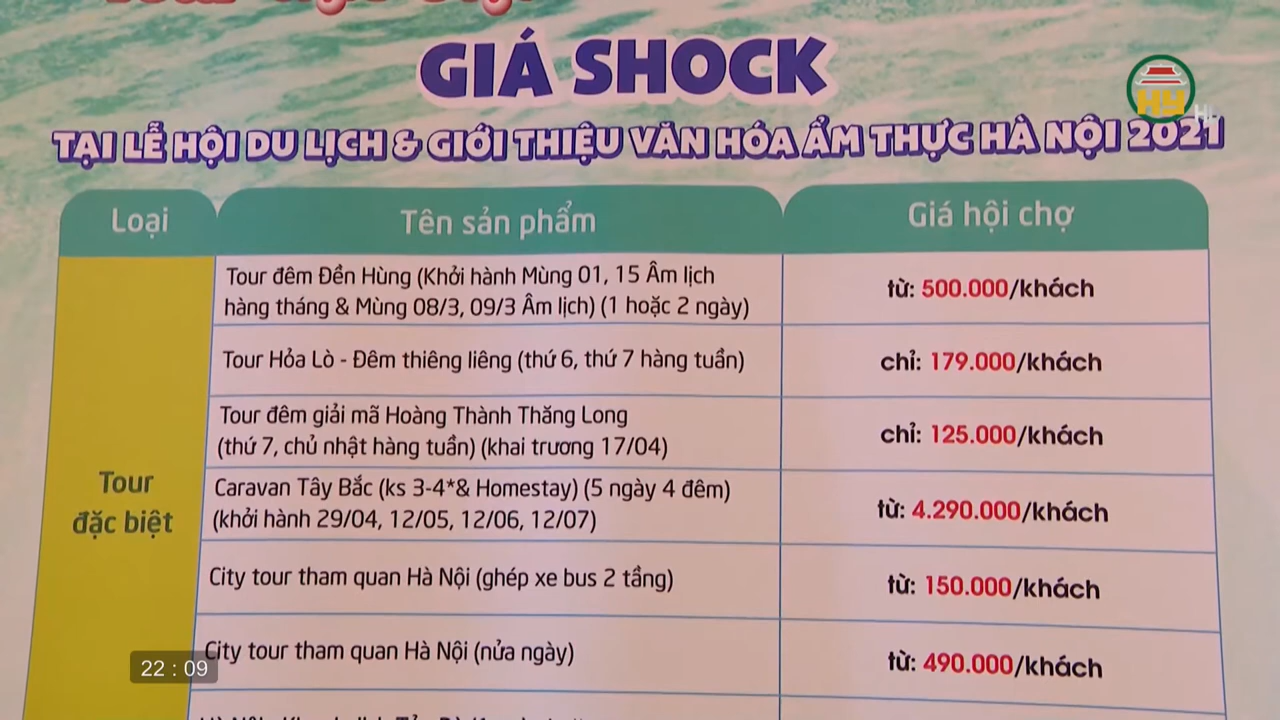 GIÁ SHOCK
TẠI LỄ HỘI DU LỊCH & GIỚI THIỆU VĂN HÓA ẨM THỰC HÀ NỘI 2021
HY
Loại
Tên sản phẩm
Giá hội chợ
Tour đêm Đền Hùng (Khởi hành Mùng 01, 15 Âm lịch
hàng tháng & Mùng 08/3, 09/3 Âm lịch) (1 hoặc 2 ngày)
từ: 500.000/khách
Tour Hỏa Lò - Đêm thiêng liêng (thứ 6, thứ 7 hàng tuần)
chỉ: 179.000/khách
Tour đêm giải mã Hoàng Thành Thăng Long
(thứ 7, chủ nhật hàng tuần) (khai trương 17/04)
chỉ: 125.000/khách
Tour
đặc biệt
Caravan Tây Bắc (ks 3-4*& Homestay) (5 ngày 4 đêm)
(khởi hành 29/04, 12/05, 12/06, 12/07)
từ: 4.290.000/khách
City tour tham quan Hà Nội (ghép xe bus 2 tầng)
từ: 150.000/khách
City tour tham quan Hà Nội (nửa ngày)
từ: 490.000/khách
22 : 09